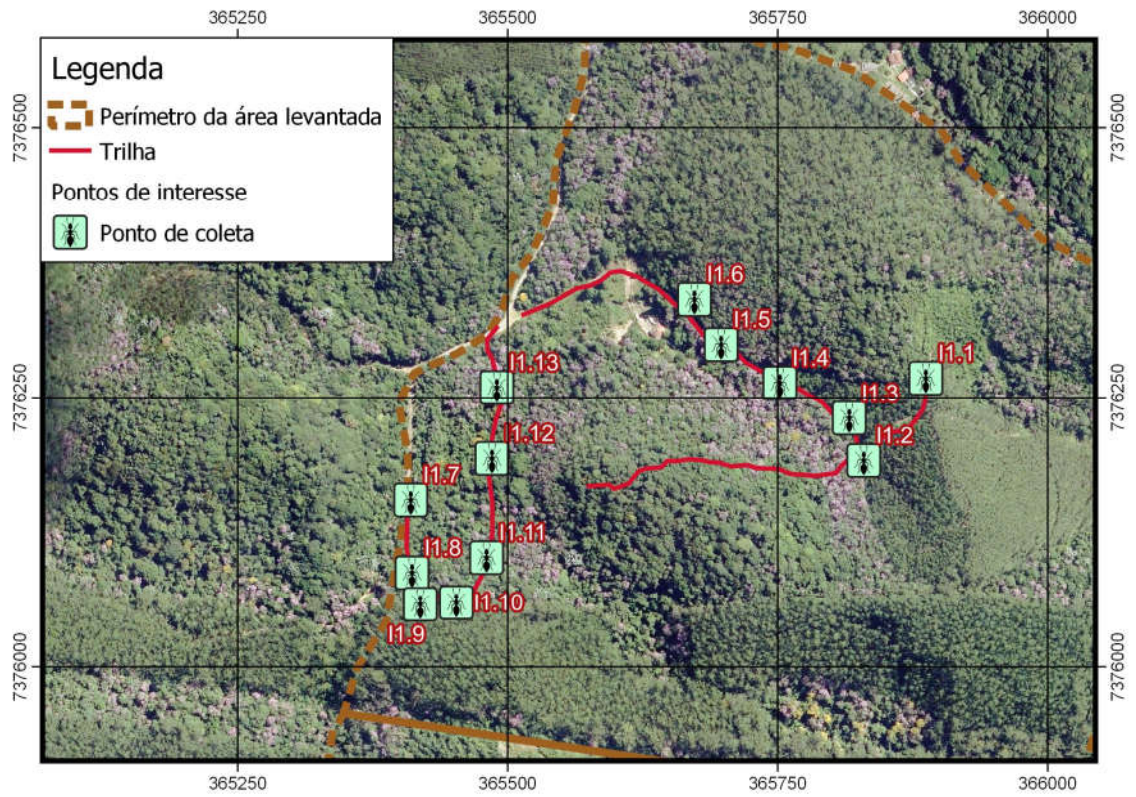 365250 365500 365750 366000
Legenda
Perímetro da área levantada
Trilha
Pontos de interesse
Ponto de coleta
7376500 7376500
I1.6
I1.5
I1.4
I1.1
I1.13
I1.3
7376250 7376250
I1.12
I1.2
I1.7
I1.11
I1.8
I1.10
I1.9
7376000 7376000
365250 365500 365750 366000